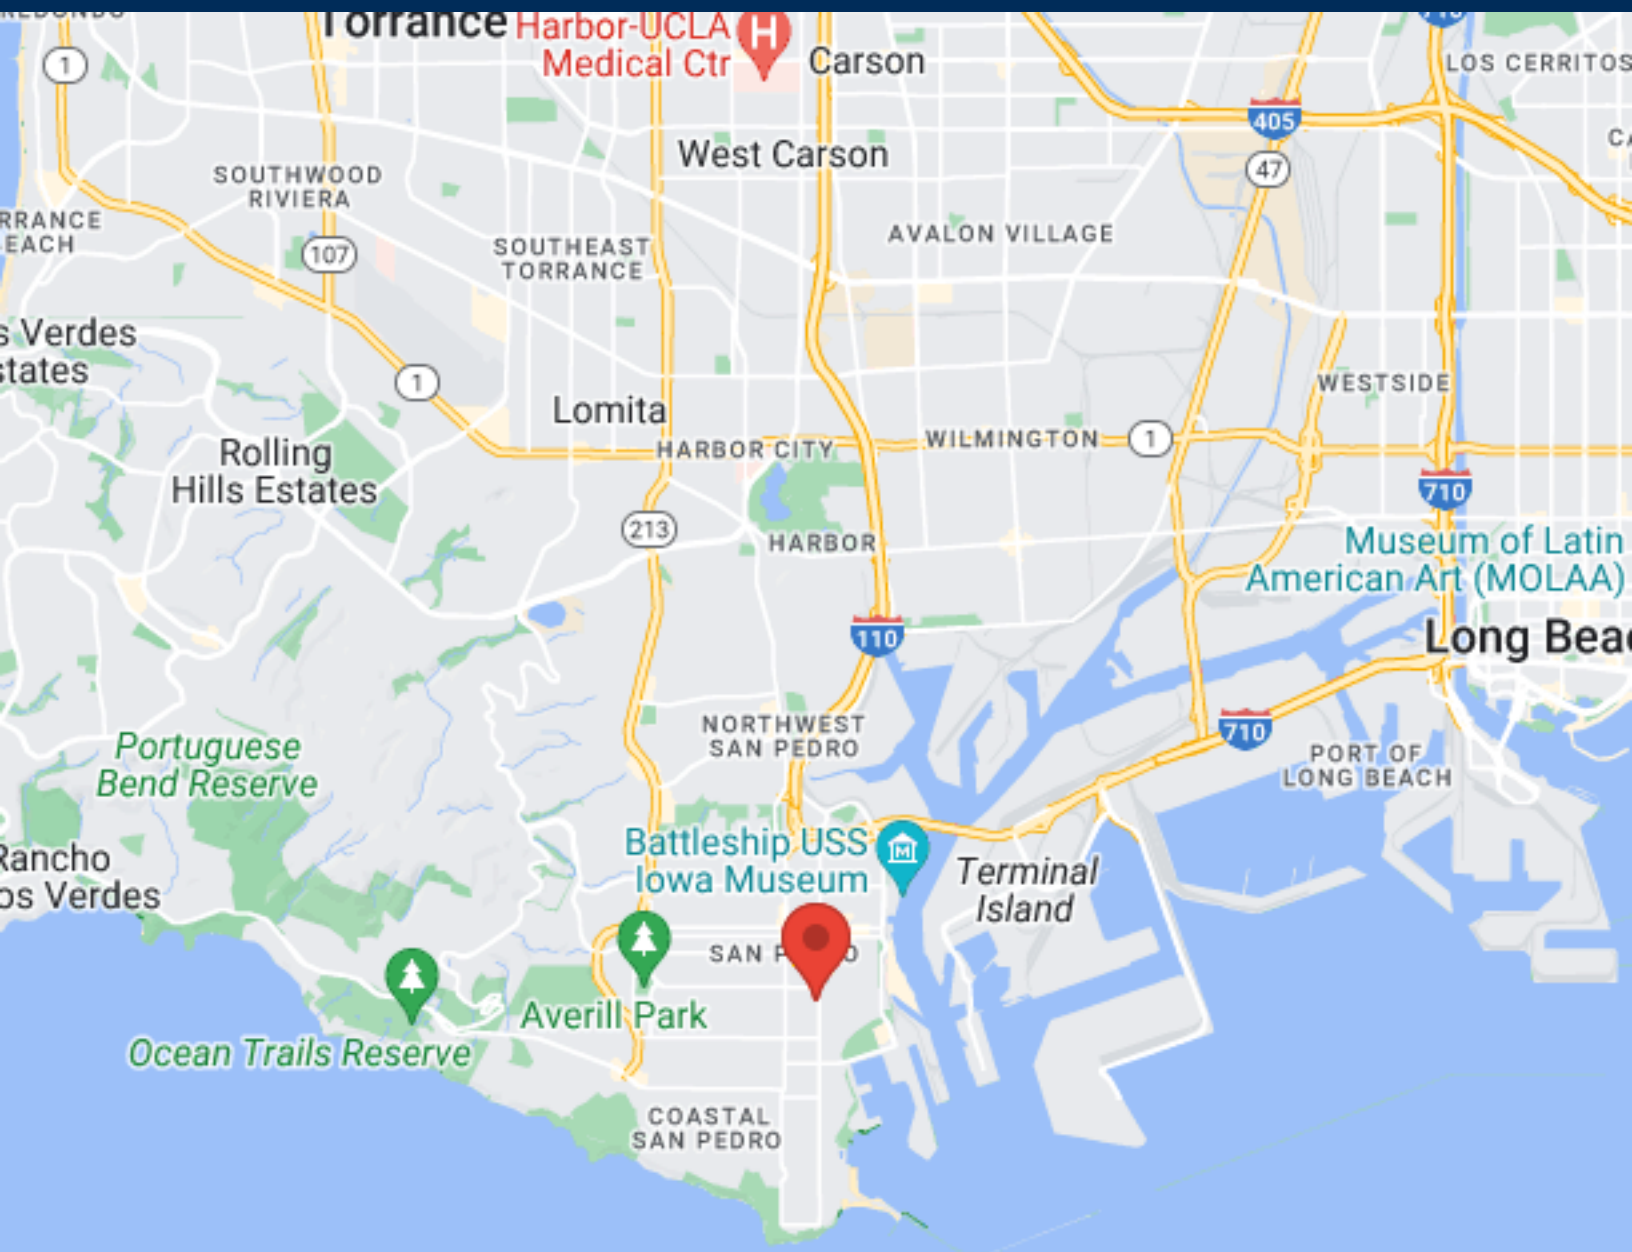 Torrance
Harbor-UCLA
Medical Ctr
Carson
LOS CERRITOS
1
405
West Carson
47
SOUTHWOOD
RIVIERA
RRANCE
EACH
AVALON VILLAGE
107
SOUTHEAST
TORRANCE
s Verdes
states
1
WESTSIDE
Lomita
HARBOR CITY
WILMINGTON
1
Rolling
Hills Estates
710
213
HARBOR
Museum of Latin
American Art (MOLAA)
110
Long Bea
NORTHWEST
SAN PEDRO
710
Portuguese
Bend Reserve
PORT OF
LONG BEACH
Battleship USS
Iowa Museum
Rancho
os Verdes
Terminal
Island
SAN P
O
Averill Park
Ocean Trails Reserve
COASTAL
SAN PEDRO